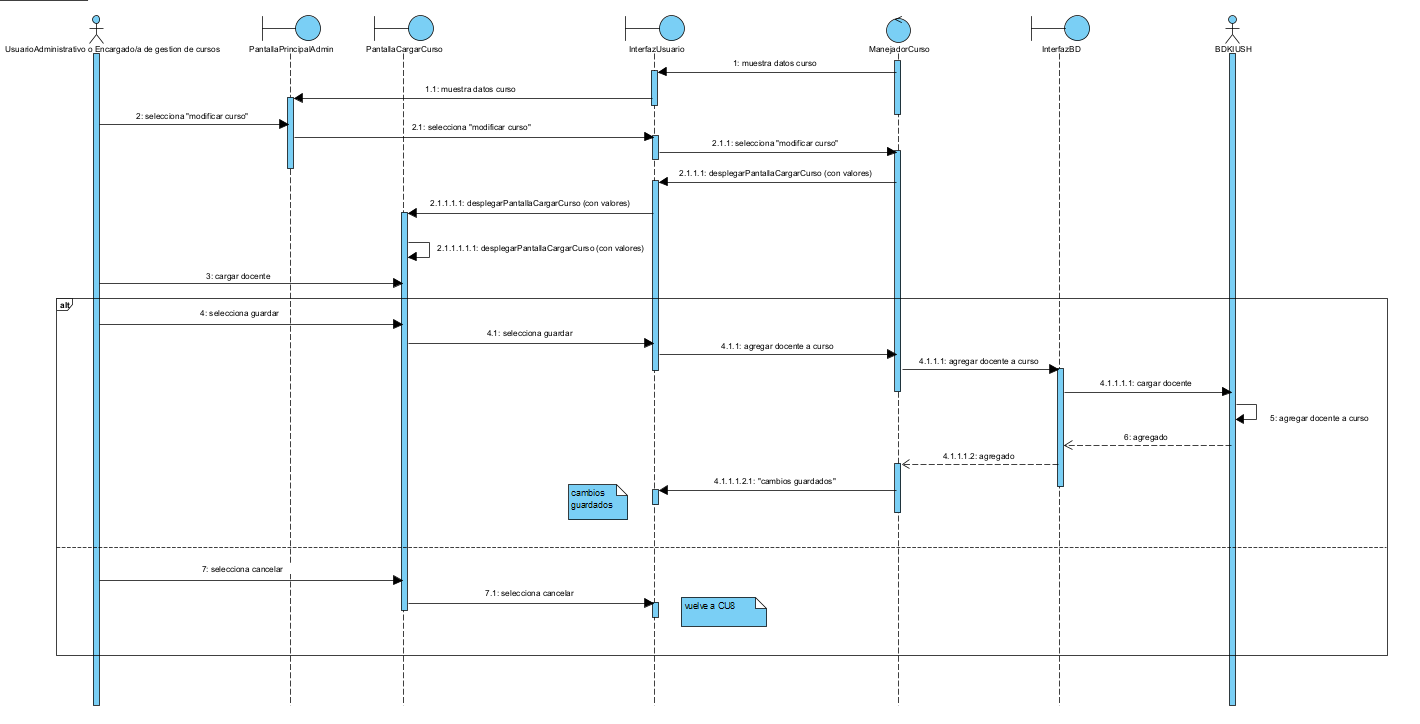 UsuarioAdministrativo o Encargado/a de gestion de cursos
PantallaPrincipalAdmin
PantallaCargarCurso
InterfazUsuario
ManejadorCurso
InterfazBD
BDKIUSH
1: muestra datos curso
1.1: muestra datos curso
2: selecciona "modificar curso"
2.1: selecciona "modificar curso"
2.1.1: selecciona "modificar curso"
2.1.1.1: desplegarPantallaCargarCurso (con valores)
2.1.1.1.1: desplegarPantallaCargarCurso (con valores)
2.1.1.1.1.1: desplegarPantallaCargarCurso (con valores)
3: cargar docente
alt
4: selecciona guardar
4.1: selecciona guardar
4.1.1: agregar docente a curso
4.1.1.1: agregar docente a curso
4.1.1.1.1: cargar docente
5: agregar docente a curso
6: agregado
4.1.1.1.2: agregado
4.1.1.1.2.1: "cambios guardados"
cambios
guardados
7: selecciona cancelar
7.1: selecciona cancelar
vuelve a CU8